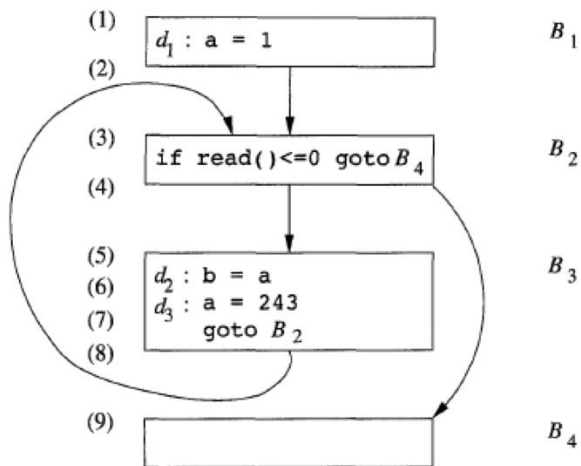 (1)
d1 : a = 1
B1
(2)
(3)
if read()<=0 goto B4
B2
(4)
(5)
d2 : b = a
B3
(6)
d3 : a = 243
(7)
goto B2
(8)
(9)
B4